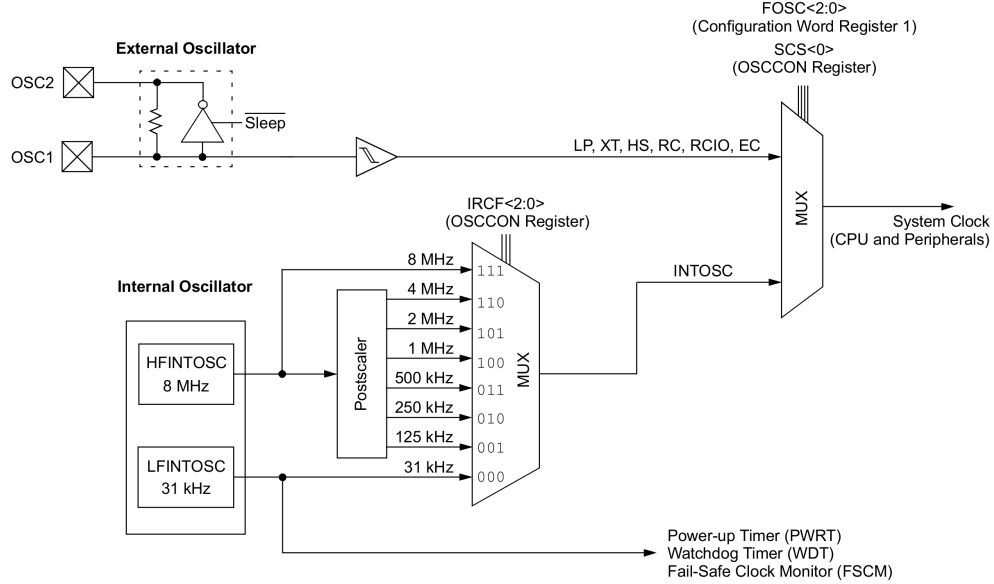 FOSC<2:0>
(Configuration Word Register 1)
SCS<0>
(OSCCON Register)
External Oscillator
OSC2
Sleep
OSC1
LP, XT, HS, RC, RCIO, EC
MUX
System Clock
(CPU and Peripherals)
IRCF<2:0>
(OSCCON Register)
Internal Oscillator
8 MHz
111
INTOSC
4 MHz
110
2 MHz
101
HFINTOSC
8 MHz
Postscaler
1 MHz
100
MUX
500 kHz
011
250 kHz
010
125 kHz
001
LFINTOSC
31 kHz
31 kHz
000
Power-up Timer (PWRT)
Watchdog Timer (WDT)
Fail-Safe Clock Monitor (FSCM)